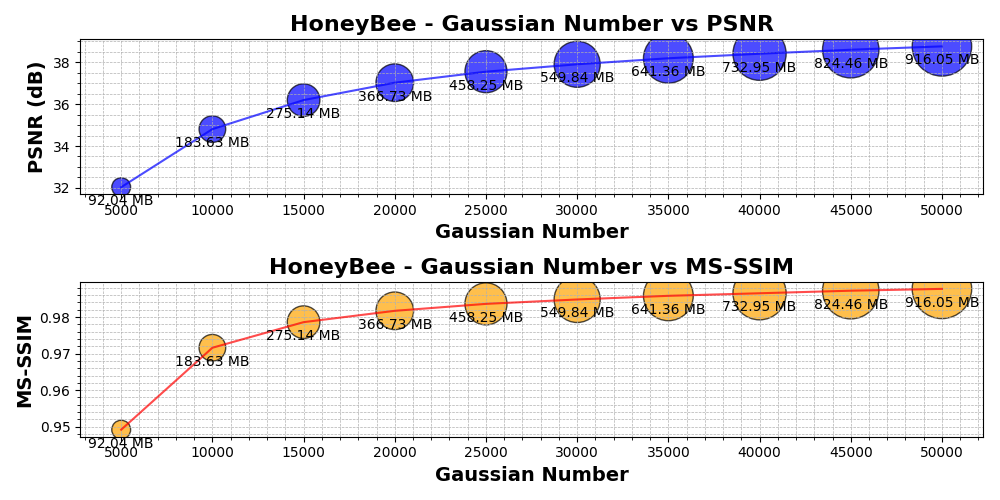 HoneyBee - Gaussian Number vs PSNR
PSNR (dB)
38
36
34
32
92.04 MB
183.63 MB
275.14 MB
366.73 MB
458.25 MB
549.84 MB
641.36 MB
732.95 MB
824.46 MB
916.05 MB
5000 10000 15000 20000 25000 30000 35000 40000 45000 50000
Gaussian Number
HoneyBee - Gaussian Number vs MS-SSIM
MS-SSIM
0.98
0.97
0.96
0.95
92.04 MB
183.63 MB
275.14 MB
366.73 MB
458.25 MB
549.84 MB
641.36 MB
732.95 MB
824.46 MB
916.05 MB
5000 10000 15000 20000 25000 30000 35000 40000 45000 50000
Gaussian Number